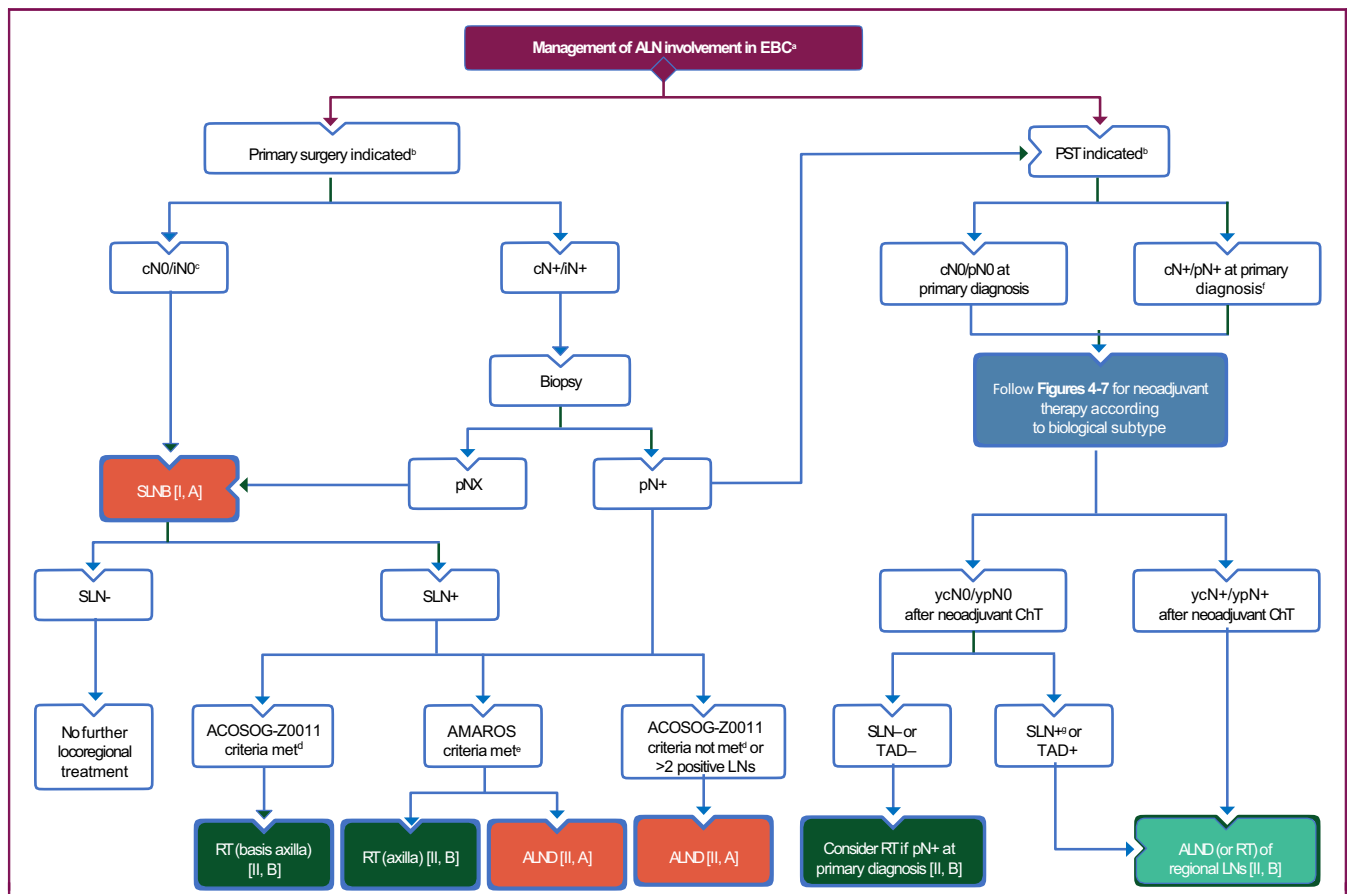 Management of ALN involvement in EBCᵃ
Primary surgery indicatedᵇ
PST indicatedᵇ
cN0/iN0ᶜ
cN+/iN+
cN0/pN0 at
primary diagnosis
cN+/pN+ at primary
diagnosisᶠ
Biopsy
Follow Figures 4-7 for neoadjuvant
therapy according
to biological subtype
SLNB [I, A]
pNX
pN+
SLN-
SLN+
ycN0/ypN0
after neoadjuvant ChT
ycN+/ypN+
after neoadjuvant ChT
No further
locoregional
treatment
ACOSOG-Z0011
criteria metᵈ
AMAROS
criteria metᵉ
ACOSOG-Z0011
criteria not metᵈ or
>2 positive LNs
SLN– or
TAD–
SLN+ᵍ or
TAD+
RT (basis axilla)
[II, B]
RT (axilla) [II, B]
ALND [II, A]
ALND [II, A]
Consider RT if pN+ at
primary diagnosis [II, B]
ALND (or RT) of
regional LNs [II, B]